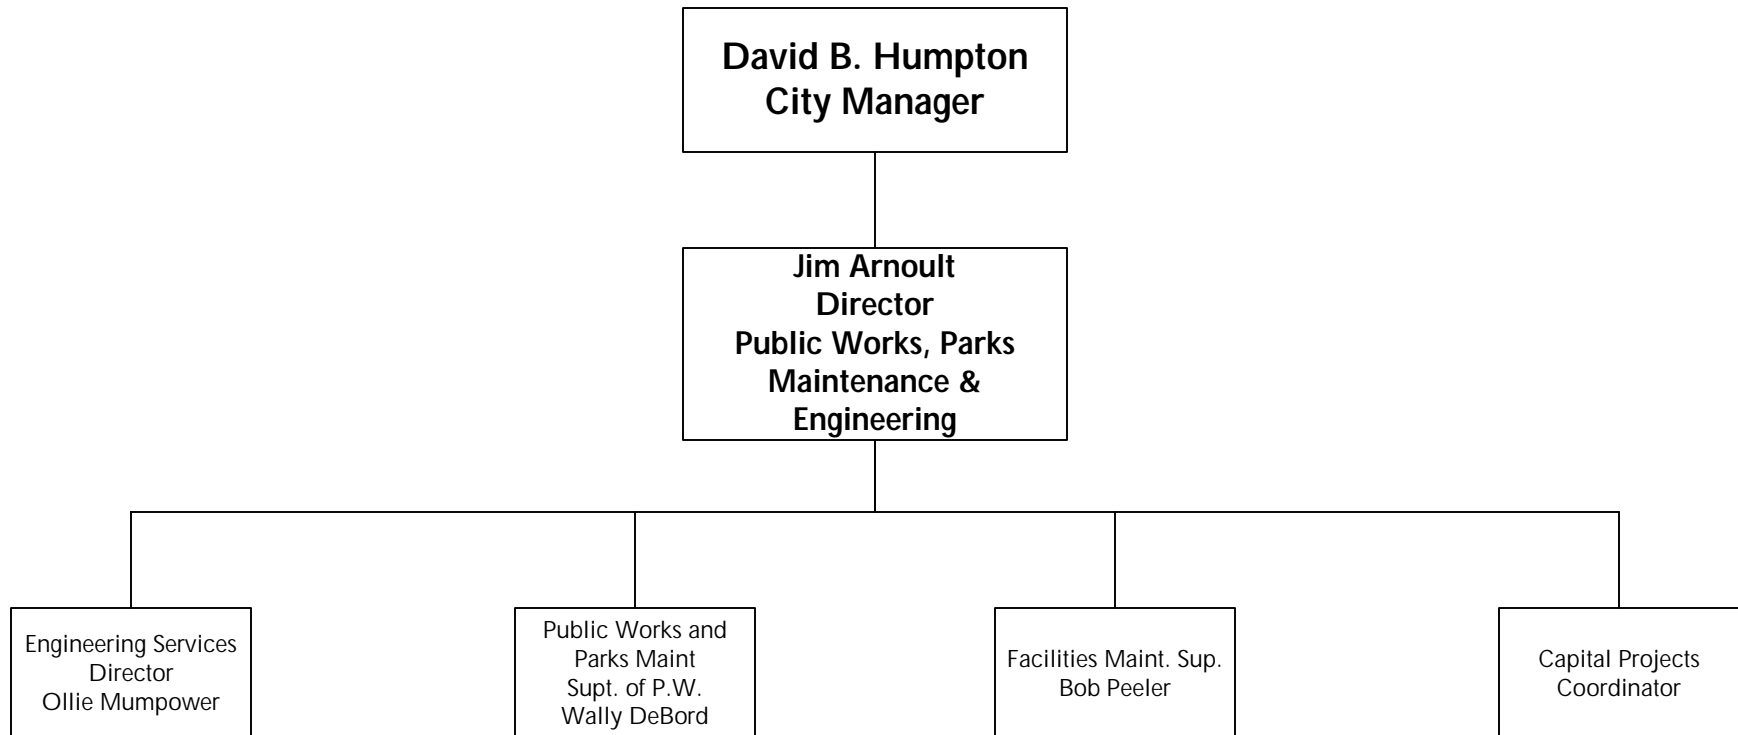 David B. Humpton
City Manager
Jim Arnoult
Director
Public Works, Parks
Maintenance &
Engineering
Engineering Services
Director
Ollie Mumpower
Public Works and
Parks Maint
Supt. of P.W.
Wally DeBord
Facilities Maint. Sup.
Bob Peeler
Capital Projects
Coordinator